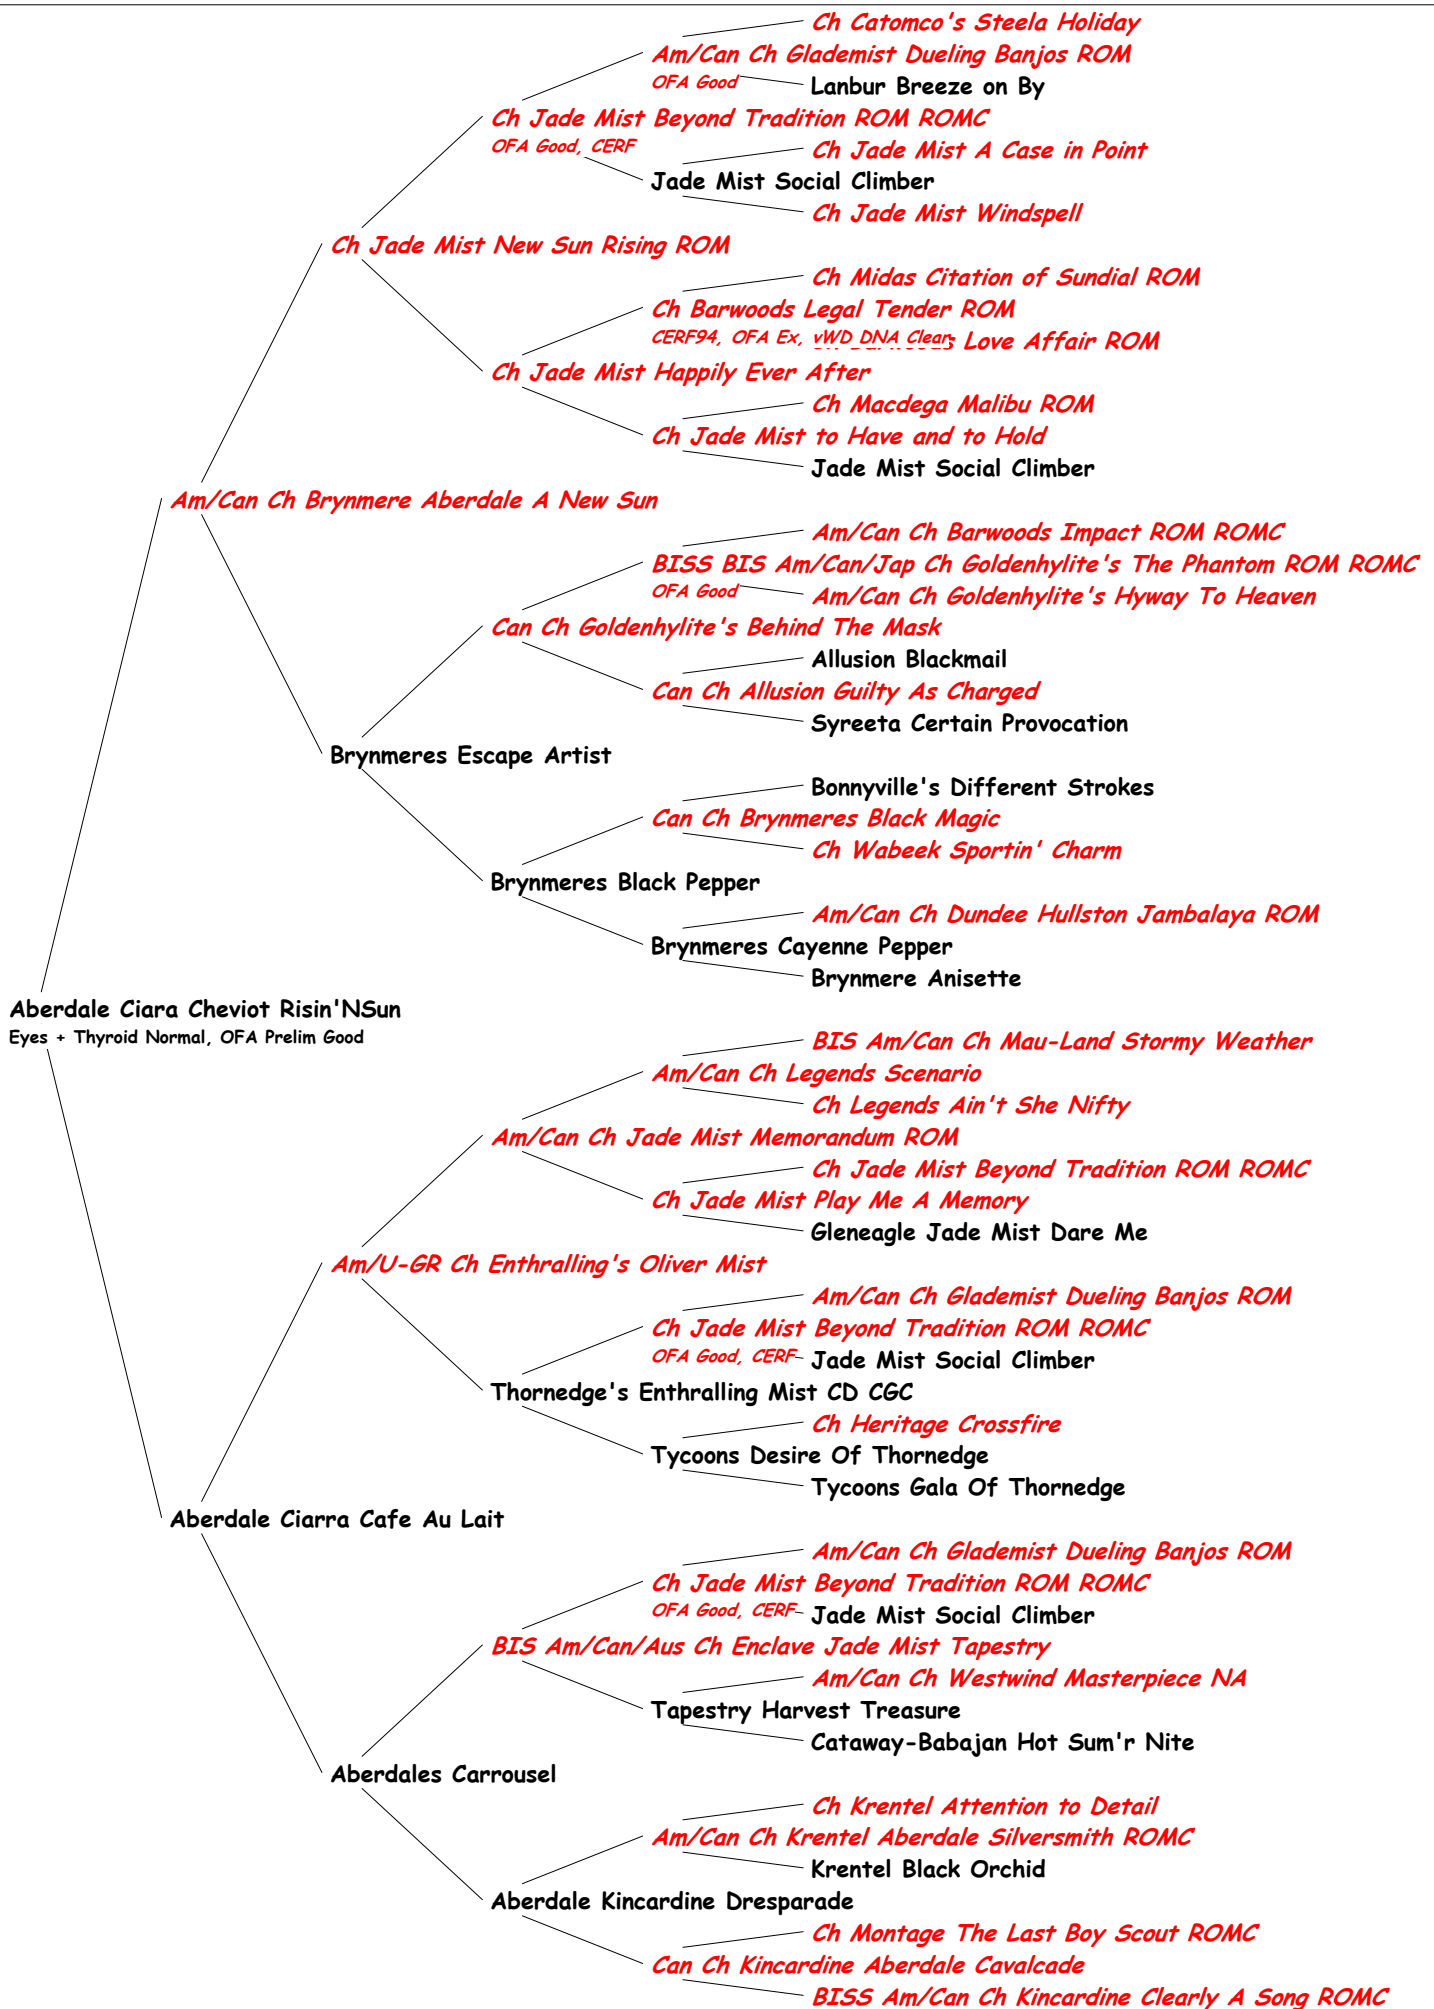 Ch Catomco's Steela Holiday
Am/Can Ch Glademist Dueling Banjos ROM
OFA Good
Lanbur Breeze on By
Ch Jade Mist Beyond Tradition ROM ROMC
OFA Good, CERF
Ch Jade Mist A Case in Point
Jade Mist Social Climber
Ch Jade Mist Windspell
Ch Jade Mist New Sun Rising ROM
Ch Midas Citation of Sundial ROM
Ch Barwoods Legal Tender ROM
CERF94, OFA Ex, vWD DNA Clear
Love Affair ROM
Ch Jade Mist Happily Ever After
Ch Macdega Malibu ROM
Ch Jade Mist to Have and to Hold
Jade Mist Social Climber
Am/Can Ch Brynmere Aberdale A New Sun
Am/Can Ch Barwoods Impact ROM ROMC
BISS BIS Am/Can/Jap Ch Goldenhylite's The Phantom ROM ROMC
OFA Good
Am/Can Ch Goldenhylite's Hyway To Heaven
Can Ch Goldenhylite's Behind The Mask
Allusion Blackmail
Can Ch Allusion Guilty As Charged
Syreeta Certain Provocation
Brynmeres Escape Artist
Bonnyville's Different Strokes
Can Ch Brynmeres Black Magic
Ch Wabeek Sportin' Charm
Brynmeres Black Pepper
Am/Can Ch Dundee Hullston Jambalaya ROM
Brynmeres Cayenne Pepper
Brynmere Anisette
Aberdale Ciara Cheviot Risin'NSun
Eyes + Thyroid Normal, OFA Prelim Good
BIS Am/Can Ch Mau-Land Stormy Weather
Am/Can Ch Legends Scenario
Ch Legends Ain't She Nifty
Am/Can Ch Jade Mist Memorandum ROM
Ch Jade Mist Beyond Tradition ROM ROMC
Ch Jade Mist Play Me A Memory
Gleneagle Jade Mist Dare Me
Am/U-GR Ch Enthralling's Oliver Mist
Am/Can Ch Glademist Dueling Banjos ROM
Ch Jade Mist Beyond Tradition ROM ROMC
OFA Good, CERF
Jade Mist Social Climber
Thornedge's Enthralling Mist CD CGC
Ch Heritage Crossfire
Tycoons Desire Of Thornedge
Tycoons Gala Of Thornedge
Aberdale Ciarra Cafe Au Lait
Am/Can Ch Glademist Dueling Banjos ROM
Ch Jade Mist Beyond Tradition ROM ROMC
OFA Good, CERF
Jade Mist Social Climber
BIS Am/Can/Aus Ch Enclave Jade Mist Tapestry
Am/Can Ch Westwind Masterpiece NA
Tapestry Harvest Treasure
Cataway-Babajan Hot Sum'r Nite
Aberdales Carrousel
Ch Krentel Attention to Detail
Am/Can Ch Krentel Aberdale Silversmith ROMC
Krentel Black Orchid
Aberdale Kincardine Dresparade
Ch Montage The Last Boy Scout ROMC
Can Ch Kincardine Aberdale Cavalcade
BISS Am/Can Ch Kincardine Clearly A Song ROMC